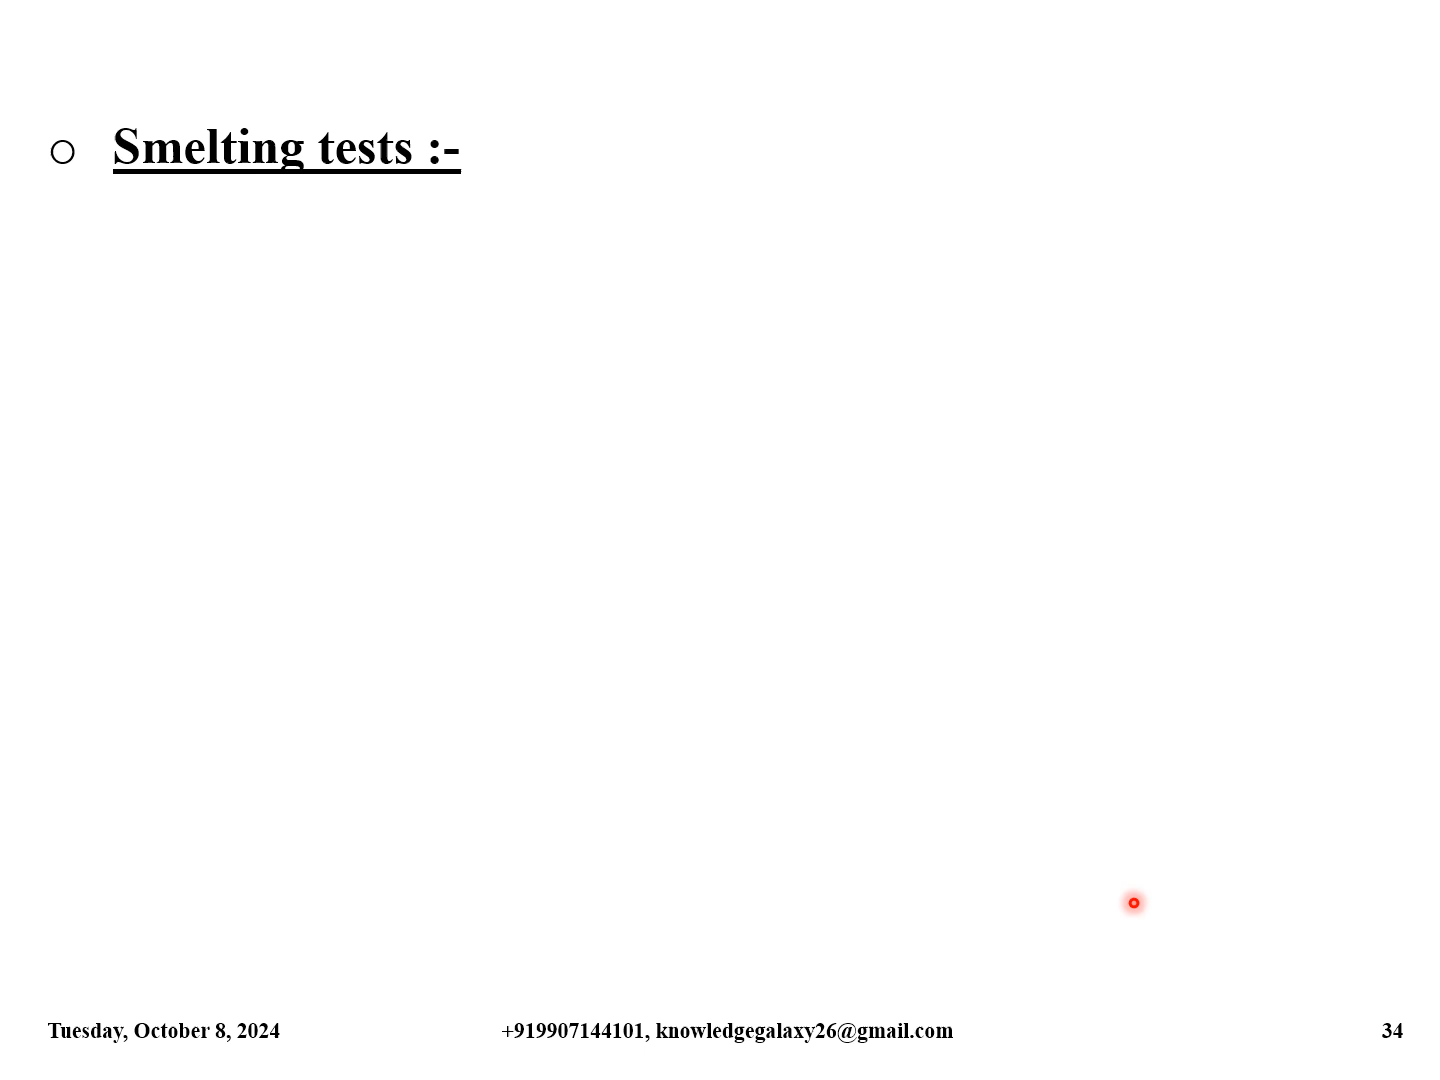 Smelting tests :-
Tuesday, October 8, 2024
+919907144101, knowledgegalaxy26@gmail.com
34